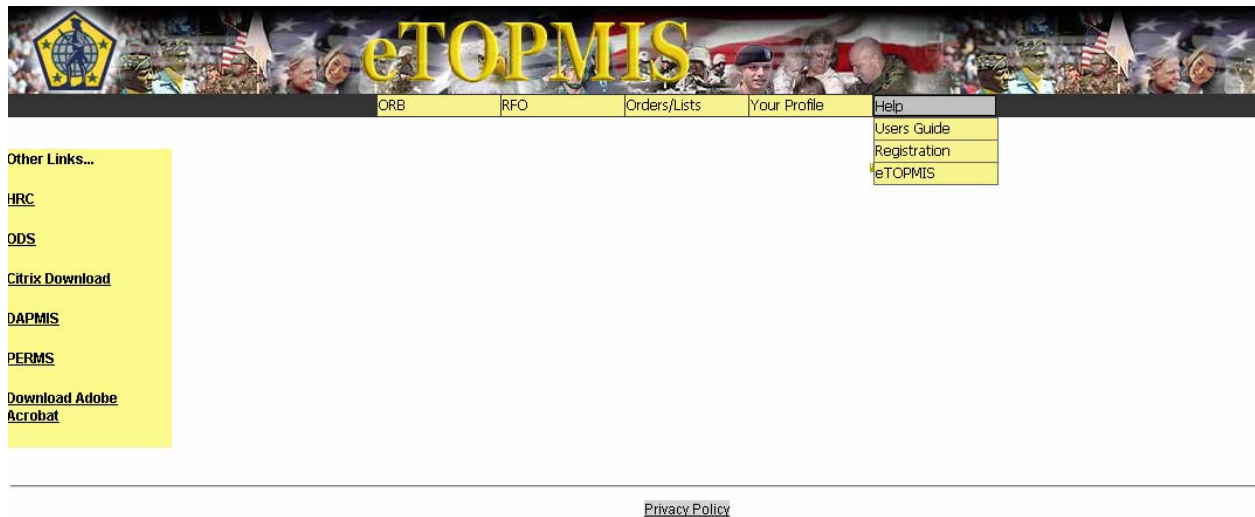 eTOPMIS
ORB RFO Orders/Lists Your Profile Help
Users Guide
Registration
eTOPMIS
Other Links...
HRC
ODS
Citrix Download
DAPMIS
PERMS
Download Adobe
Acrobat
Privacy Policy